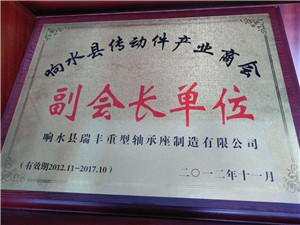 响水县传动件产业商会
副会长单位
响水县瑞丰重型轴承座制造有限公司
(有效期2012.11-2017.10)
二〇一二年十一月